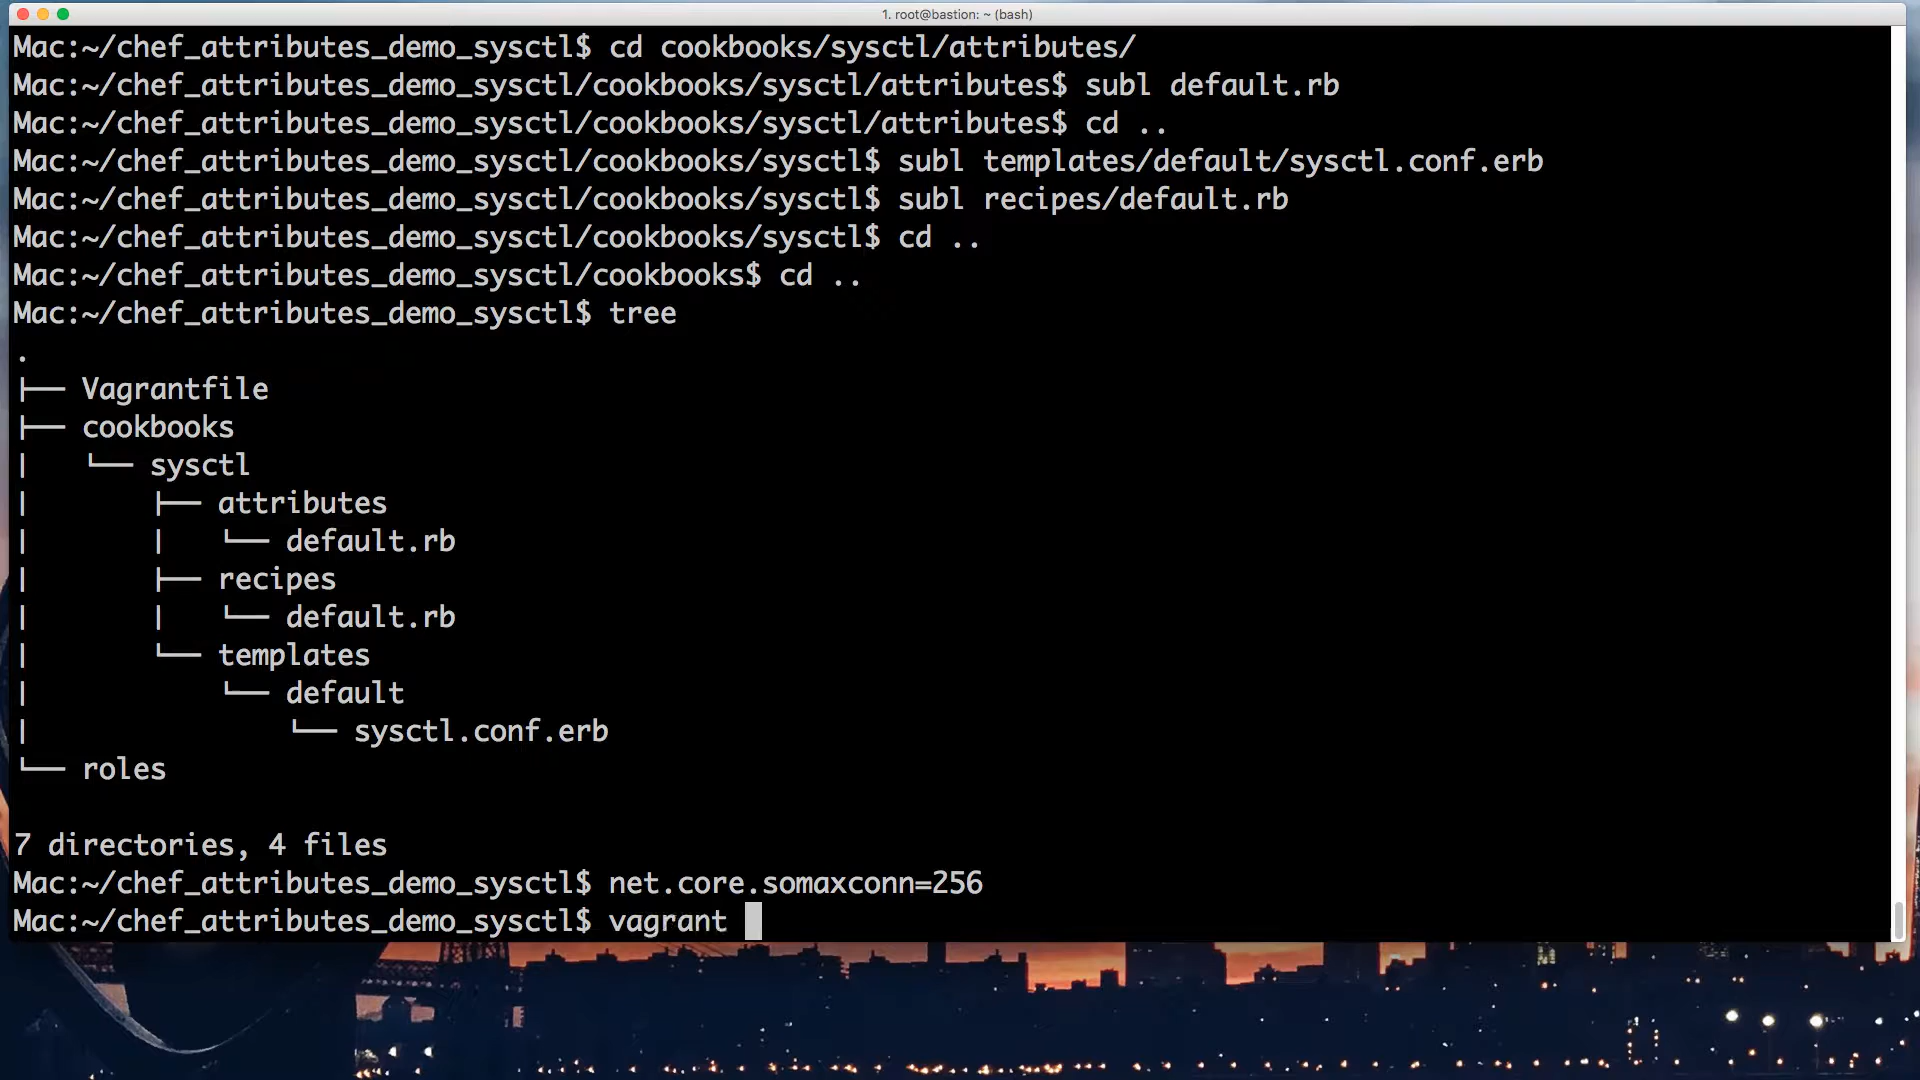 1. root@bastion: ~ (bash)
Mac:~/chef_attributes_demo_sysctl$ cd cookbooks/sysctl/attributes/
Mac:~/chef_attributes_demo_sysctl/cookbooks/sysctl/attributes$ subl default.rb
Mac:~/chef_attributes_demo_sysctl/cookbooks/sysctl/attributes$ cd ..
Mac:~/chef_attributes_demo_sysctl/cookbooks/sysctl$ subl templates/default/sysctl.conf.erb
Mac:~/chef_attributes_demo_sysctl/cookbooks/sysctl$ subl recipes/default.rb
Mac:~/chef_attributes_demo_sysctl/cookbooks/sysctl$ cd ..
Mac:~/chef_attributes_demo_sysctl/cookbooks$ cd ..
Mac:~/chef_attributes_demo_sysctl$ tree
.
├── Vagrantfile
├── cookbooks
│   └── sysctl
│       ├── attributes
│       │   └── default.rb
│       ├── recipes
│       │   └── default.rb
│       └── templates
│           └── default
│               └── sysctl.conf.erb
└── roles
7 directories, 4 files
Mac:~/chef_attributes_demo_sysctl$ net.core.somaxconn=256
Mac:~/chef_attributes_demo_sysctl$ vagrant